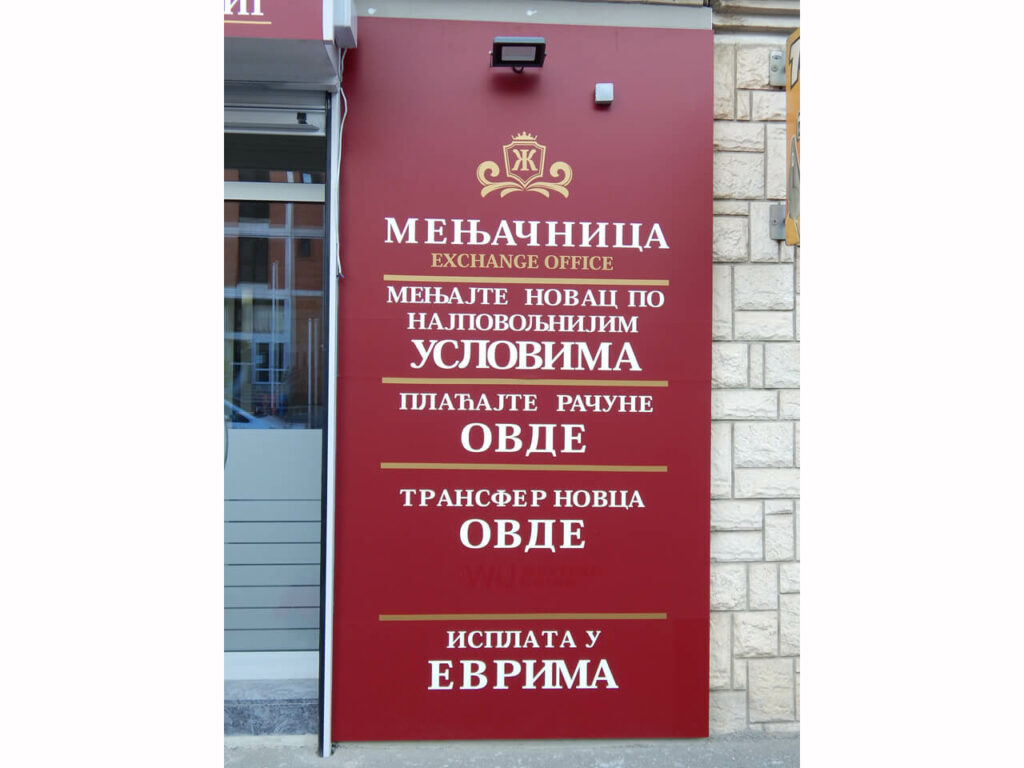 Ж
МЕЊАЧНИЦА
EXCHANGE OFFICE
МЕЊАЈТЕ НОВАЦ ПО
НАЈПОВОЉНИЈИМ
УСЛОВИМА
ПЛАЋАЈТЕ РАЧУНЕ
ОВДЕ
ТРАНСФЕР НОВЦА
ОВДЕ
ИСПЛАТА У
ЕВРИМА